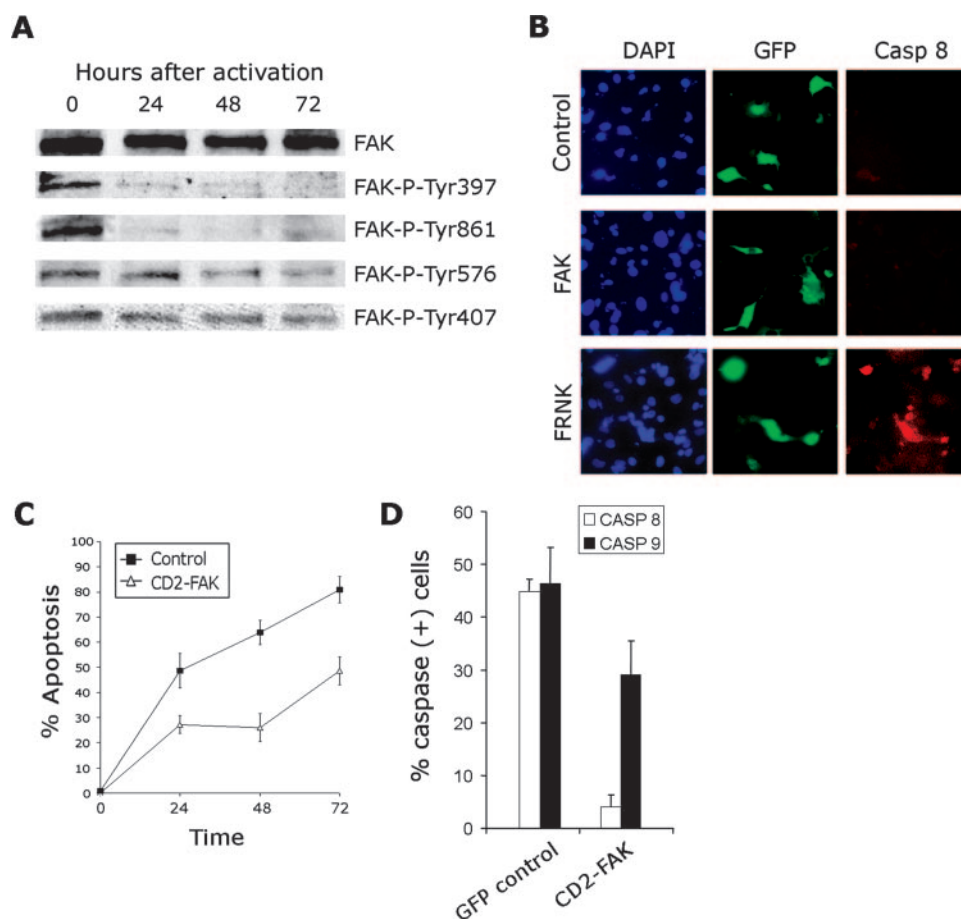 A
Hours after activation
0 24 48 72
FAK
FAK-P-Tyr397
FAK-P-Tyr861
FAK-P-Tyr576
FAK-P-Tyr407
B
DAPI GFP Casp 8
Control
FAK
FRNK
C
Control
CD2-FAK
% Apoptosis
100
90
80
70
60
50
40
30
20
10
0
0 24 48 72
Time
D
CASP 8
CASP 9
% caspase (+) cells
60
50
40
30
20
10
0
GFP control
CD2-FAK